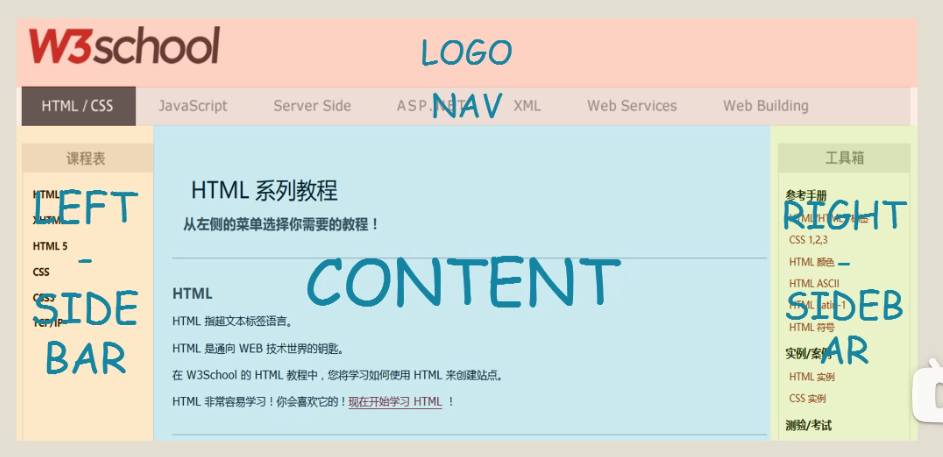 W3school
LOGO
HTML / CSS JavaScript Server Side ASP.NET XML Web Services Web Building
NAV
课程表
HTML
XHTML
HTML 5
CSS
CSS3
TCP/IP
LEFT
-
SIDE
BAR
HTML 系列教程
从左侧的菜单选择你需要的教程！
CONTENT
HTML
HTML 指超文本标签语言。
HTML 是通向 WEB 技术世界的钥匙。
在 W3School 的 HTML 教程中，您将学习如何使用 HTML 来创建站点。
HTML 非常容易学习！你会喜欢它的！现在开始学习 HTML ！
工具箱
参考手册
CSS 1,2,3
HTML 颜色
HTML ASCII
HTML Latin-1
HTML 符号
实例/案例
HTML 实例
CSS 实例
测验/考试
RIGHT
-
SIDEB
AR